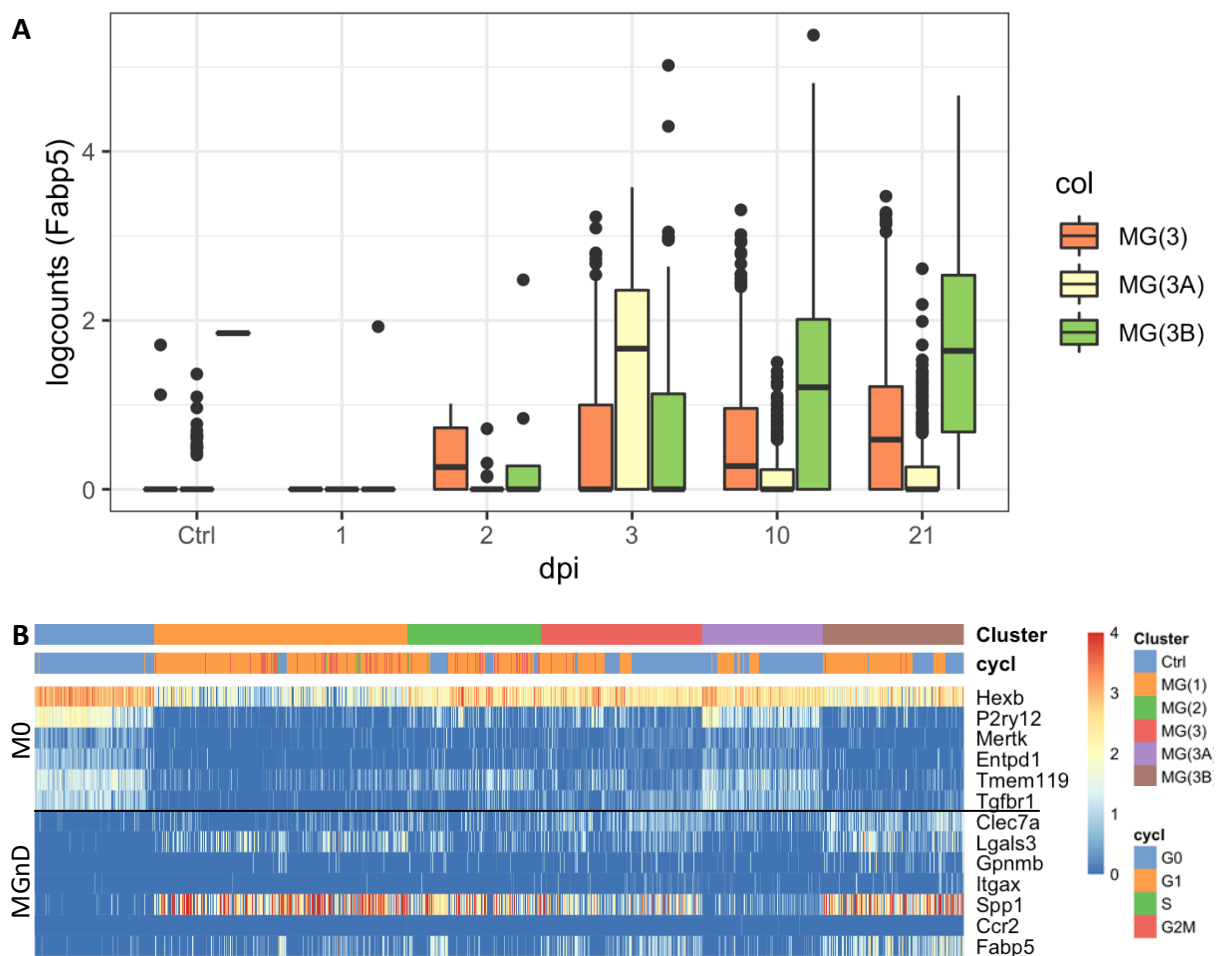 A
logcounts (Fabp5)
4
2
0
Ctrl 1 2 3 10 21
dpi
col
MG(3)
MG(3A)
MG(3B)
B
Cluster
cycl
M0
Hexb
P2ry12
Mertk
Entpd1
Tmem119
Tgfbr1
MGnD
Clec7a
Lgals3
Gpnmb
Itgax
Spp1
Ccr2
Fabp5
4
3
2
1
0
Cluster
Ctrl
MG(1)
MG(2)
MG(3)
MG(3A)
MG(3B)
cycl
G0
G1
S
G2M